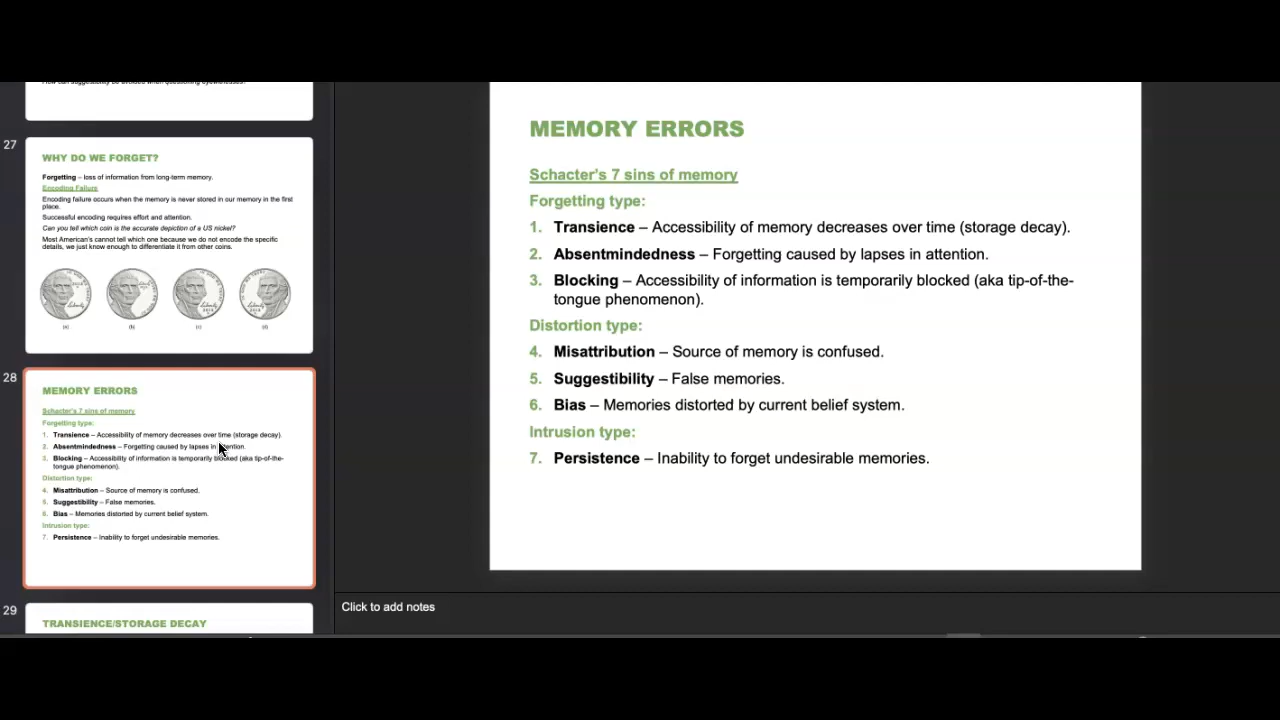 27
WHY DO WE FORGET?
Forgetting – loss of information from long-term memory.
Encoding Failure
Encoding failure occurs when the memory is never stored in our memory in the first
place.
Successful encoding requires effort and attention.
Can you tell which coin is the accurate depiction of a US nickel?
Most American's cannot tell which one because we do not encode the specific
details, we just know enough to differentiate it from other coins.
(a) (b) (c) (d)
28
MEMORY ERRORS
Schacter's 7 sins of memory
Forgetting type:
1. Transience – Accessibility of memory decreases over time (storage decay).
2. Absentmindedness – Forgetting caused by lapses in
3. Blocking – Accessibility of information is temporarily blocked (aka tip-of-the-
tongue phenomenon).
Distortion type:
4. Misattribution – Source of memory is confused.
5. Suggestibility – False memories.
6. Bias – Memories distorted by current belief system.
Intrusion type:
7. Persistence – Inability to forget undesirable memories.
29
TRANSIENCE/STORAGE DECAY
MEMORY ERRORS
Schacter's 7 sins of memory
Forgetting type:
1. Transience – Accessibility of memory decreases over time (storage decay).
2. Absentmindedness – Forgetting caused by lapses in attention.
3. Blocking – Accessibility of information is temporarily blocked (aka tip-of-the-
tongue phenomenon).
Distortion type:
4. Misattribution – Source of memory is confused.
5. Suggestibility – False memories.
6. Bias – Memories distorted by current belief system.
Intrusion type:
7. Persistence – Inability to forget undesirable memories.
Click to add notes